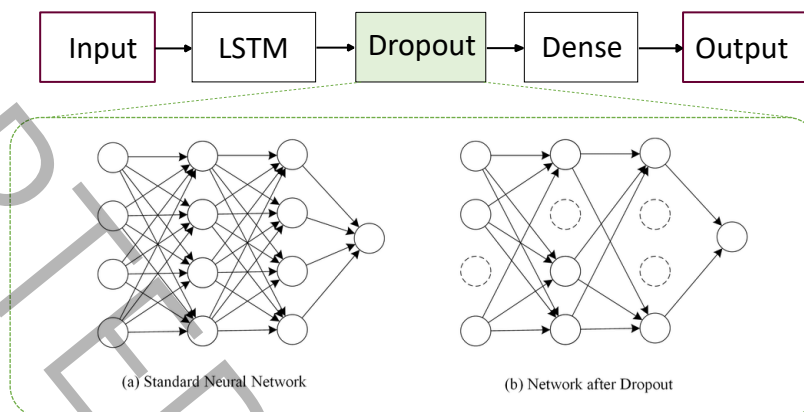 Input
LSTM
Dropout
Dense
Output
(a) Standard Neural Network
(b) Network after Dropout